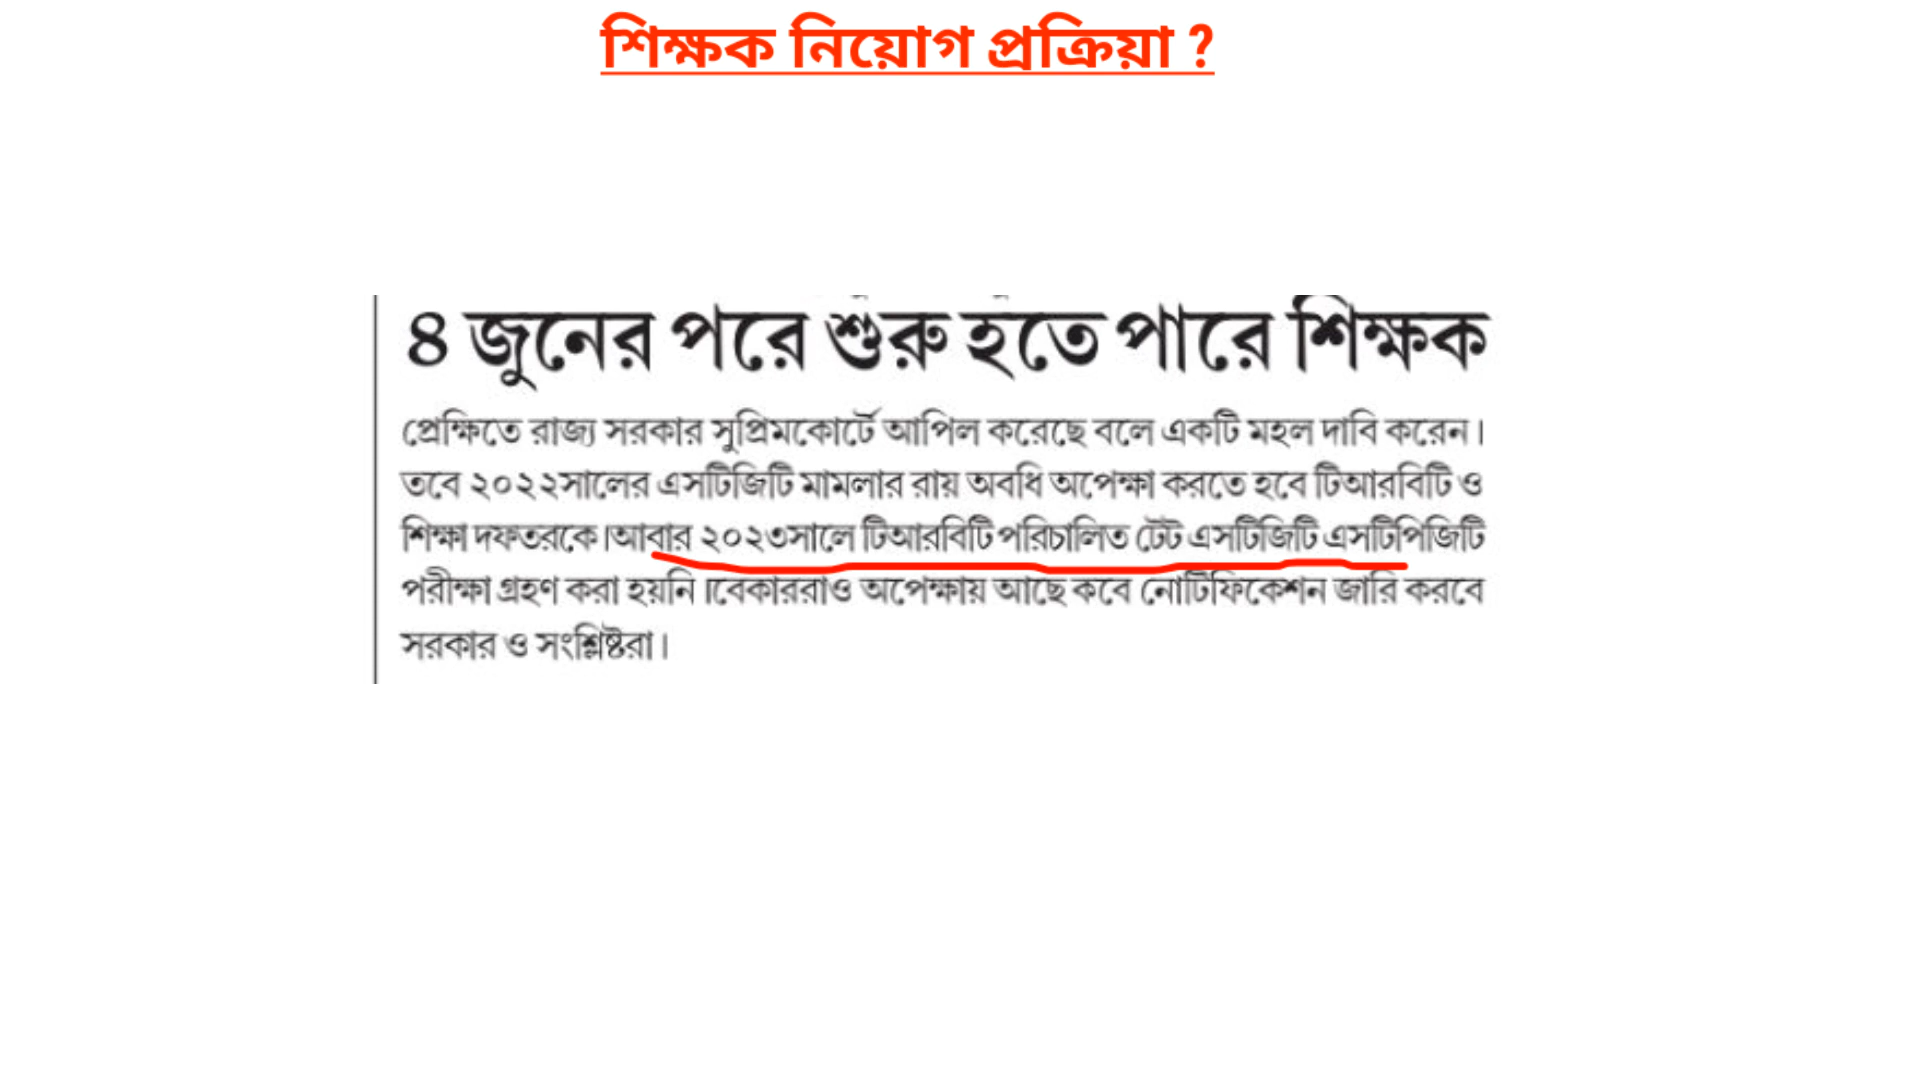 শিক্ষক নিয়োগ প্রক্রিয়া ?
৪ জুনের পরে শুরু হতে পারে শিক্ষক
প্রেক্ষিতে রাজ্য সরকার সুপ্রিমকোর্টে আপিল করেছে বলে একটি মহল দাবি করেন।
তবে ২০২২সালের এসটিজিটি মামলার রায় অবধি অপেক্ষা করতে হবে টিআরবিটি ও
শিক্ষা দফতরকে।আবার ২০২৩সালে টিআরবিটি পরিচালিত টেট এসটিজিটি এসটিপিজিটি
পরীক্ষা গ্রহণ করা হয়নি।বেকাররাও অপেক্ষায় আছে কবে নোটিফিকেশন জারি করবে
সরকার ও সংশ্লিষ্টরা।